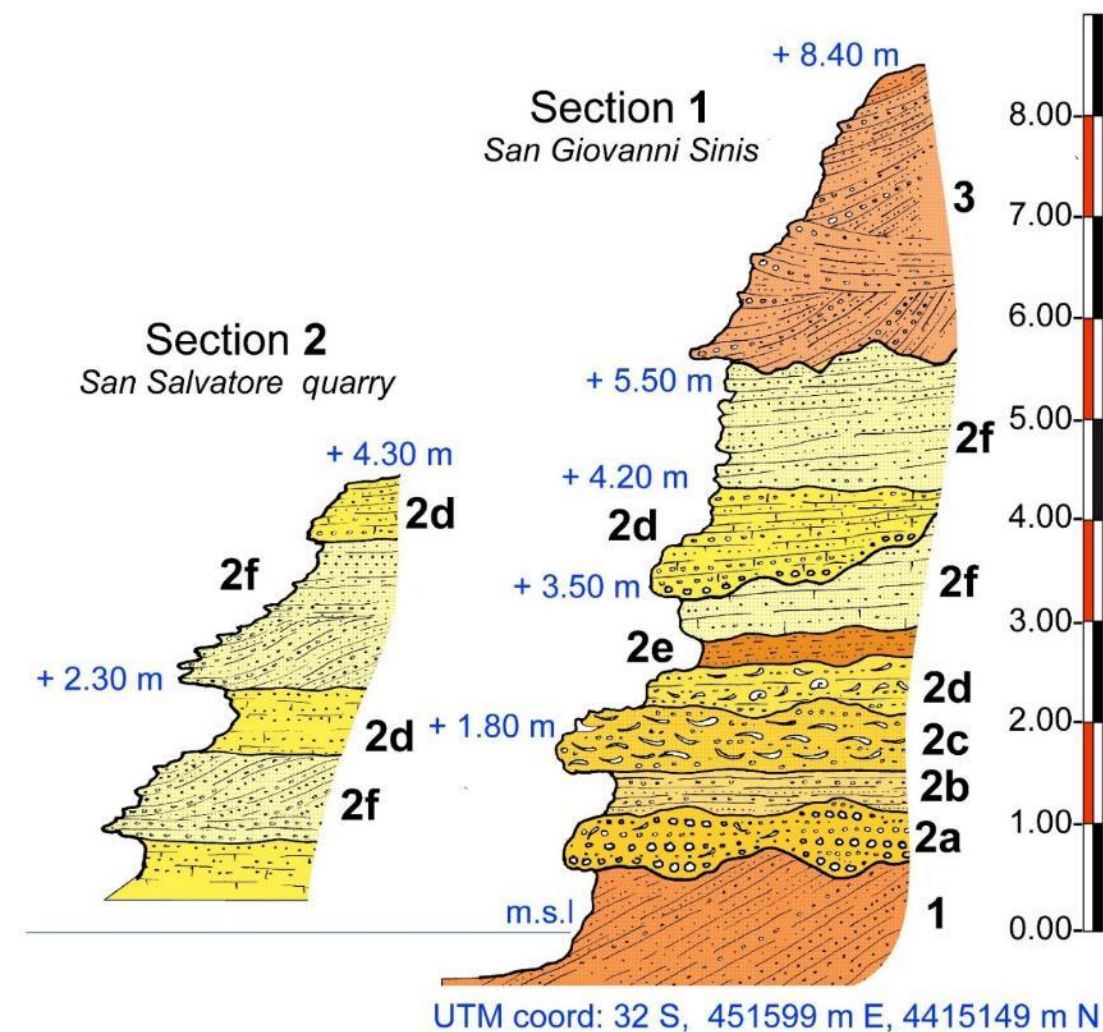 + 8.40 m
Section 1
San Giovanni Sinis
8.00
3
7.00
6.00
Section 2
San Salvatore quarry
+ 5.50 m
5.00
2f
+ 4.30 m
+ 4.20 m
2d
2d
4.00
2f
+ 3.50 m
2f
3.00
2e
+ 2.30 m
2d
2d
+ 1.80 m
2.00
2c
2f
2b
1.00
2a
m.s.l
1
0.00
UTM coord: 32 S, 451599 m E, 4415149 m N